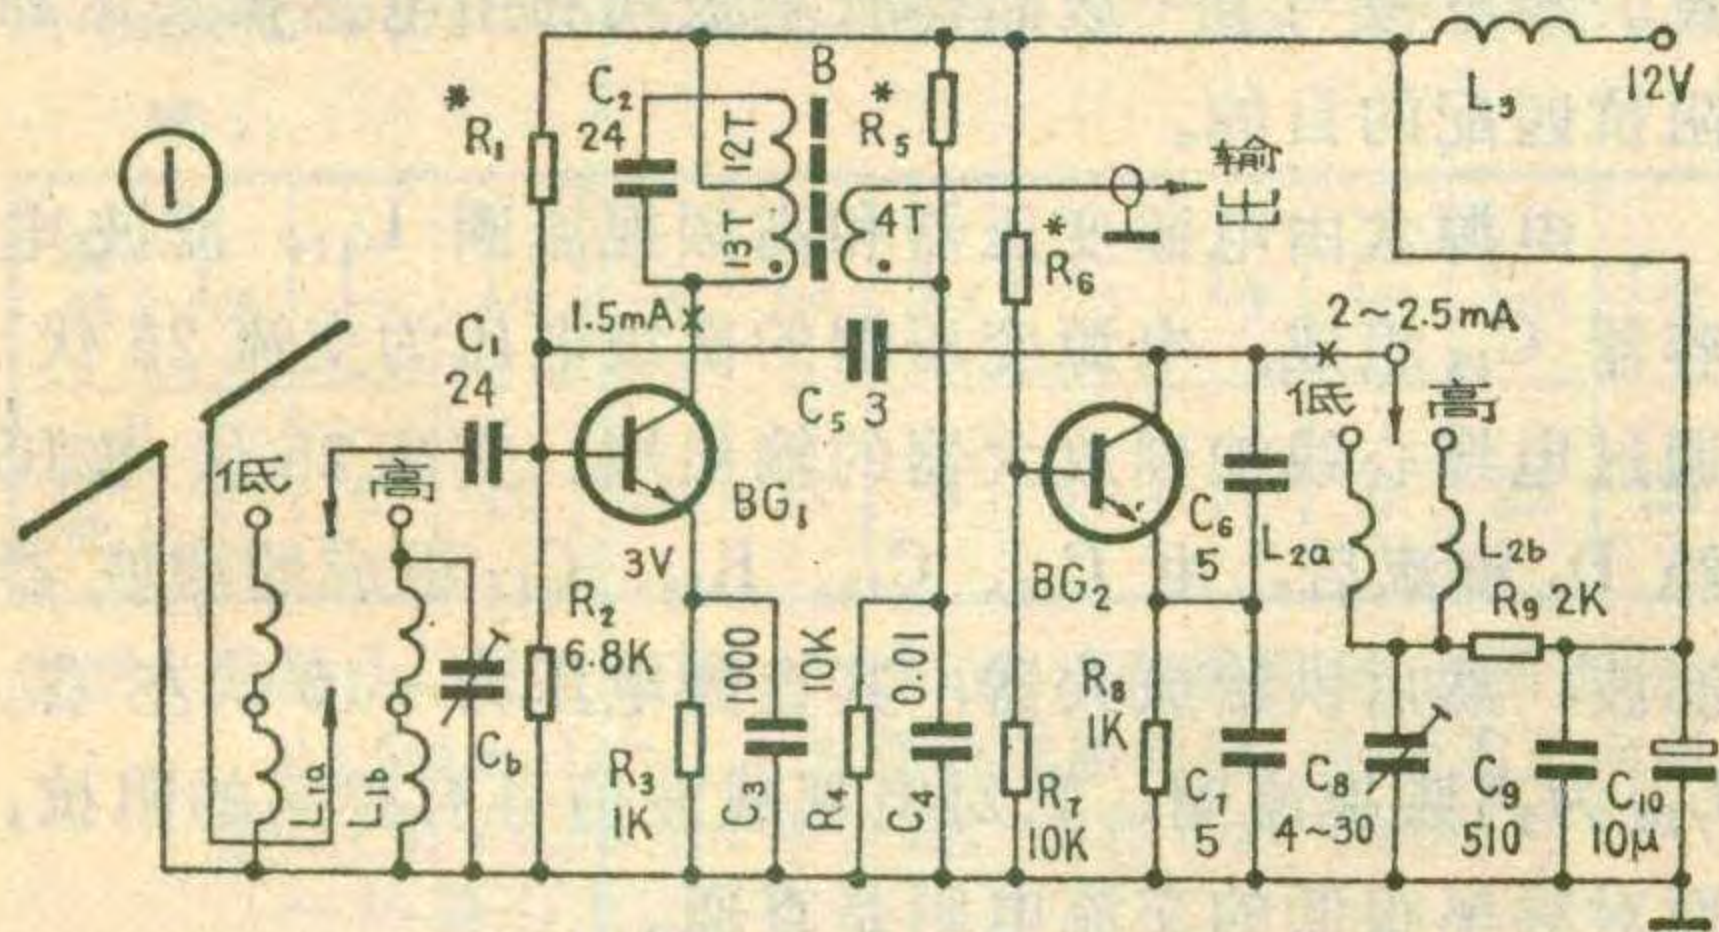 ①
*
R₁
C₂
24
12T
13T
B
4T
*
R₅
*
R₆
输出
L₃
12V
1.5mA
2~2.5mA
C₁
24
C₅ 3
低
高
低
高
BG₁
3V
BG₂
C₆
5
L₂ₐ
L₂b
R₉ 2K
R₂
6.8K
L₁ₐ
L₁b
Cb
R₃
1K
1000
C₃
10K
R₄
0.01
C₄
R₇
10K
R₈
1K
C₇
5
C₈
4~30
C₉
510
C₁₀
10μ